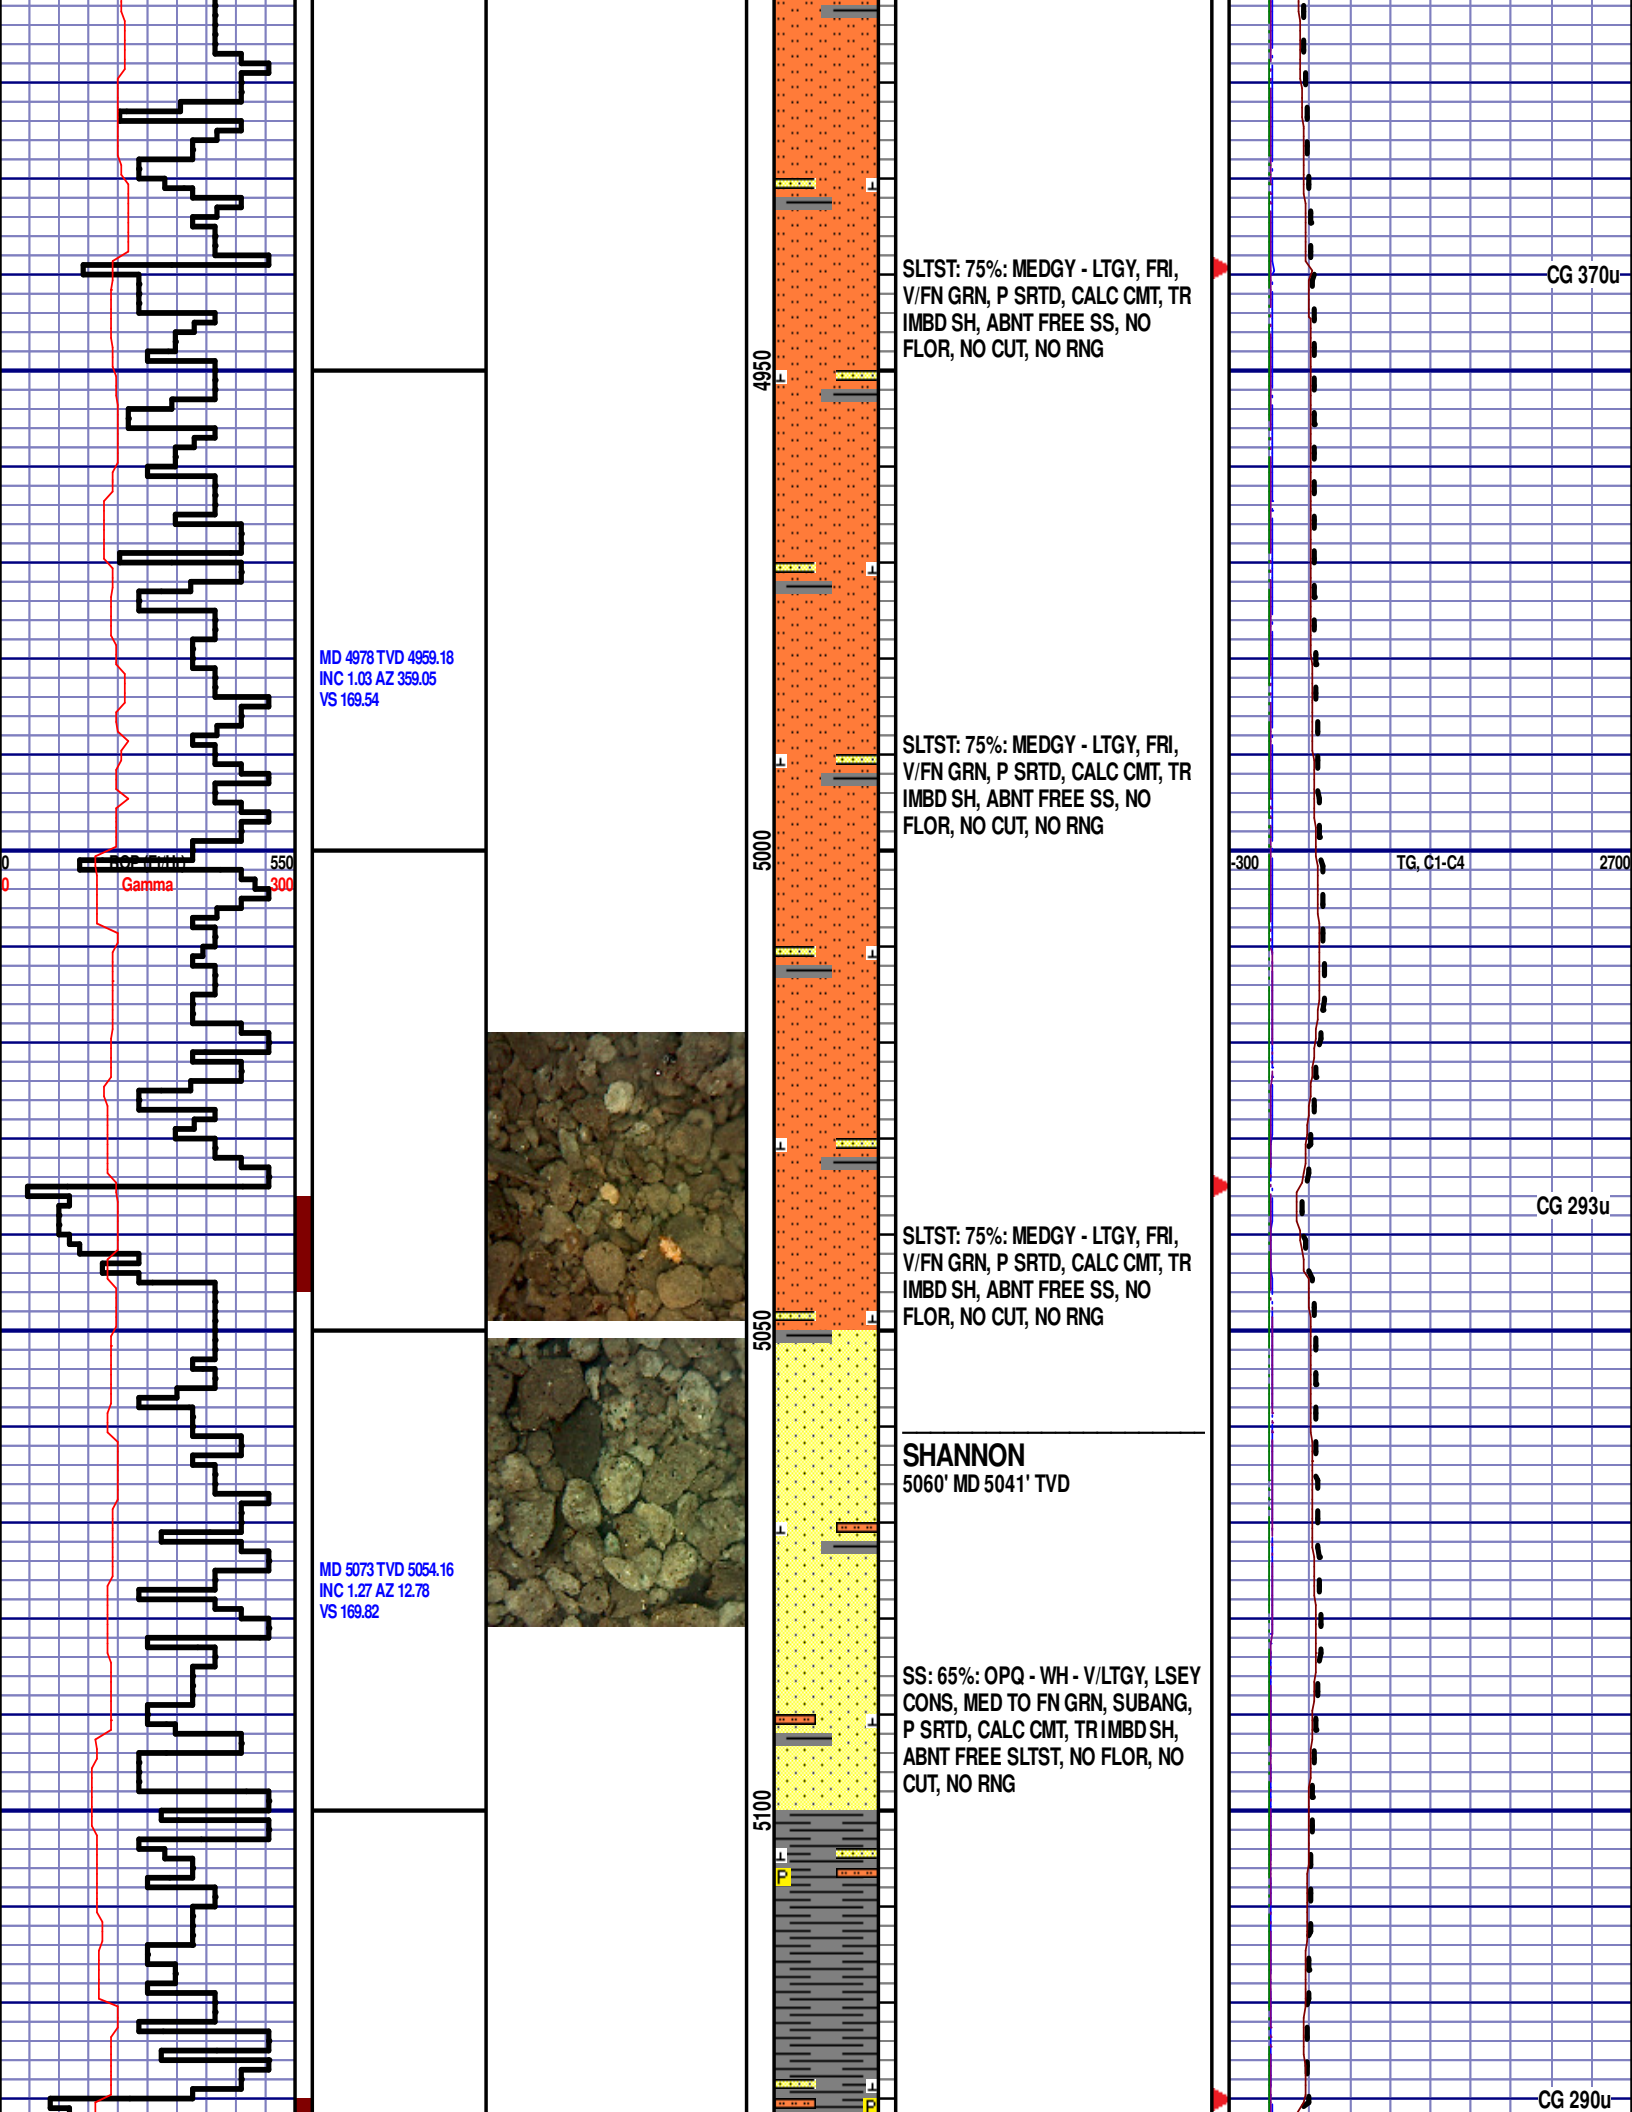 SLTST: 75%: MEDGY - LTGY, FRI,
V/FN GRN, P SRTD, CALC CMT, TR
IMBD SH, ABNT FREE SS, NO
FLOR, NO CUT, NO RNG
CG 370u
4950
MD 4978 TVD 4959.18
INC 1.03 AZ 359.05
VS 169.54
SLTST: 75%: MEDGY - LTGY, FRI,
V/FN GRN, P SRTD, CALC CMT, TR
IMBD SH, ABNT FREE SS, NO
FLOR, NO CUT, NO RNG
5000
0 ROP (Ft/Hr) 550
0 Gamma 300
-300 TG, C1-C4 2700
CG 293u
SLTST: 75%: MEDGY - LTGY, FRI,
V/FN GRN, P SRTD, CALC CMT, TR
IMBD SH, ABNT FREE SS, NO
FLOR, NO CUT, NO RNG
5050
SHANNON
5060' MD 5041' TVD
MD 5073 TVD 5054.16
INC 1.27 AZ 12.78
VS 169.82
SS: 65%: OPQ - WH - V/LTGY, LSEY
CONS, MED TO FN GRN, SUBANG,
P SRTD, CALC CMT, TR IMBD SH,
ABNT FREE SLTST, NO FLOR, NO
CUT, NO RNG
5100
P
CG 290u
P